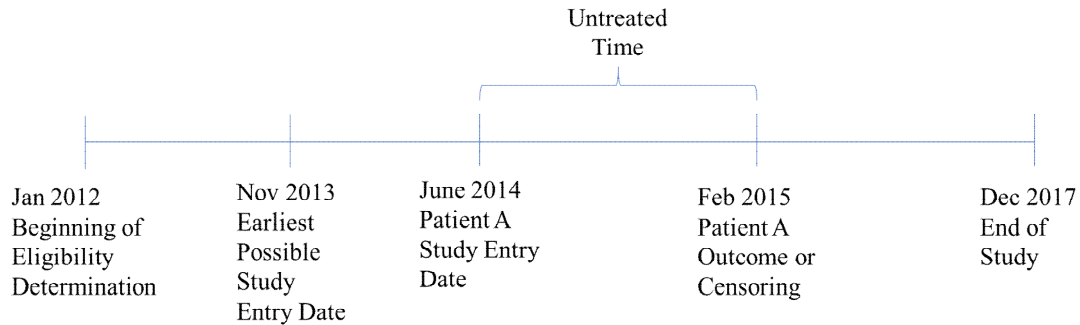 Untreated
Time
Jan 2012
Beginning of
Eligibility
Determination
Nov 2013
Earliest
Possible
Study
Entry Date
June 2014
Patient A
Study Entry
Date
Feb 2015
Patient A
Outcome or
Censoring
Dec 2017
End of
Study